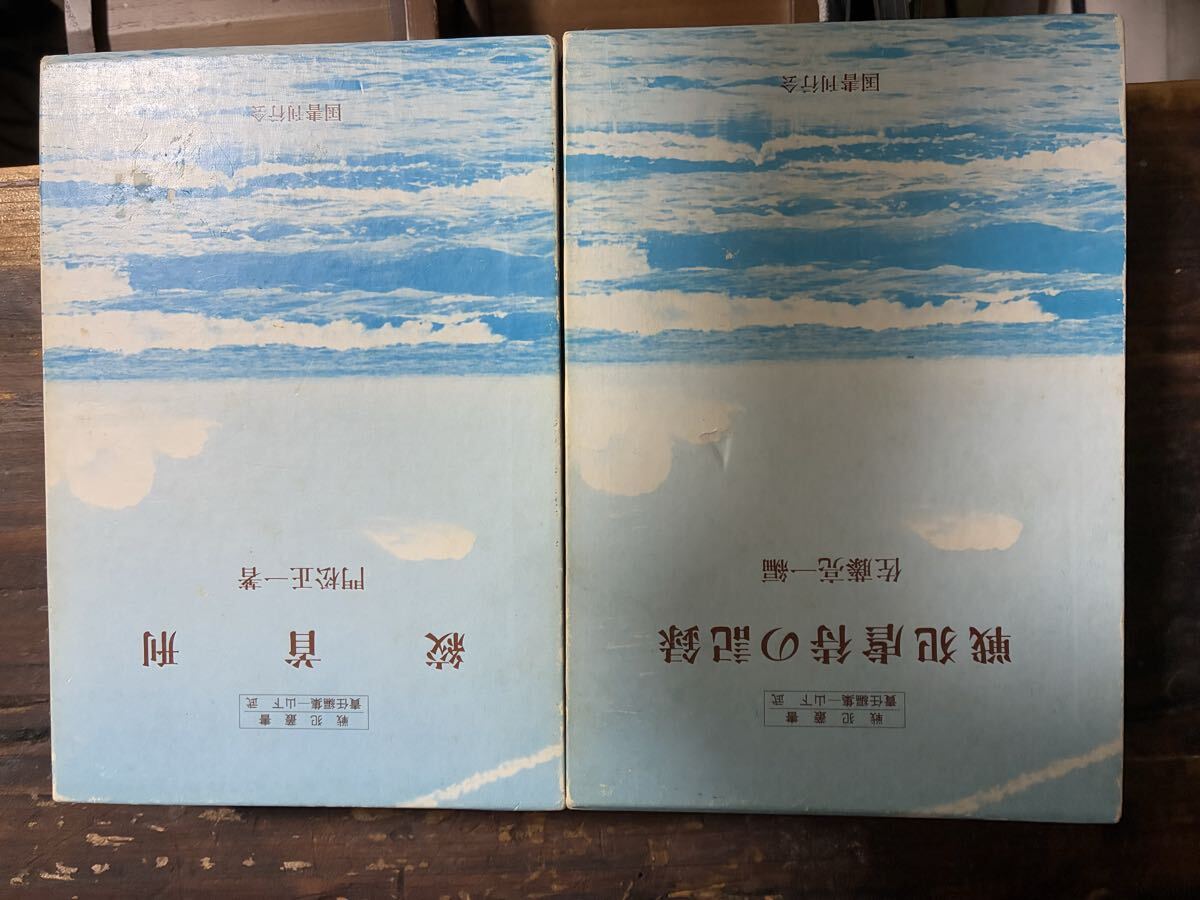 戦犯叢書
責任編集―山下 武
絞首刑
門松正一著
国書刊行会
戦犯叢書
責任編集―山下 武
戦犯虐待の記録
佐藤亮一編
国書刊行会